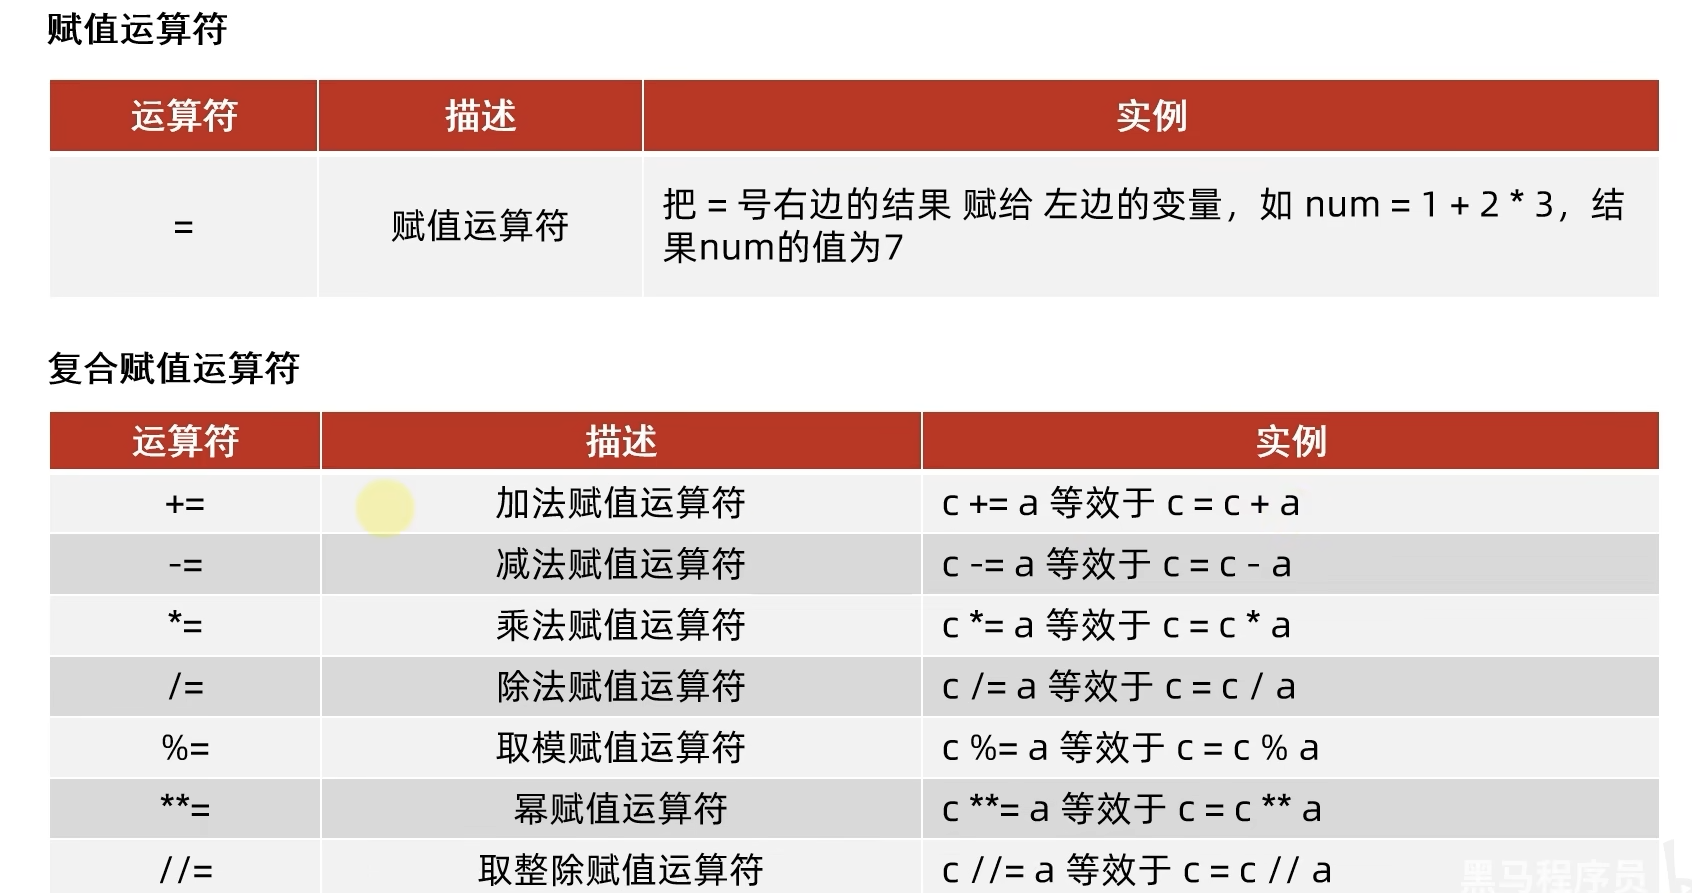 赋值运算符
运算符 描述 实例
= 赋值运算符 把 = 号右边的结果 赋给 左边的变量，如 num = 1 + 2 * 3，结
果num的值为7
复合赋值运算符
运算符 描述 实例
+= 加法赋值运算符 c += a 等效于 c = c + a
-= 减法赋值运算符 c -= a 等效于 c = c - a
*= 乘法赋值运算符 c *= a 等效于 c = c * a
/= 除法赋值运算符 c /= a 等效于 c = c / a
%= 取模赋值运算符 c %= a 等效于 c = c % a
**= 幂赋值运算符 c **= a 等效于 c = c ** a
//= 取整除赋值运算符 c //= a 等效于 c = c // a
黑马程序员